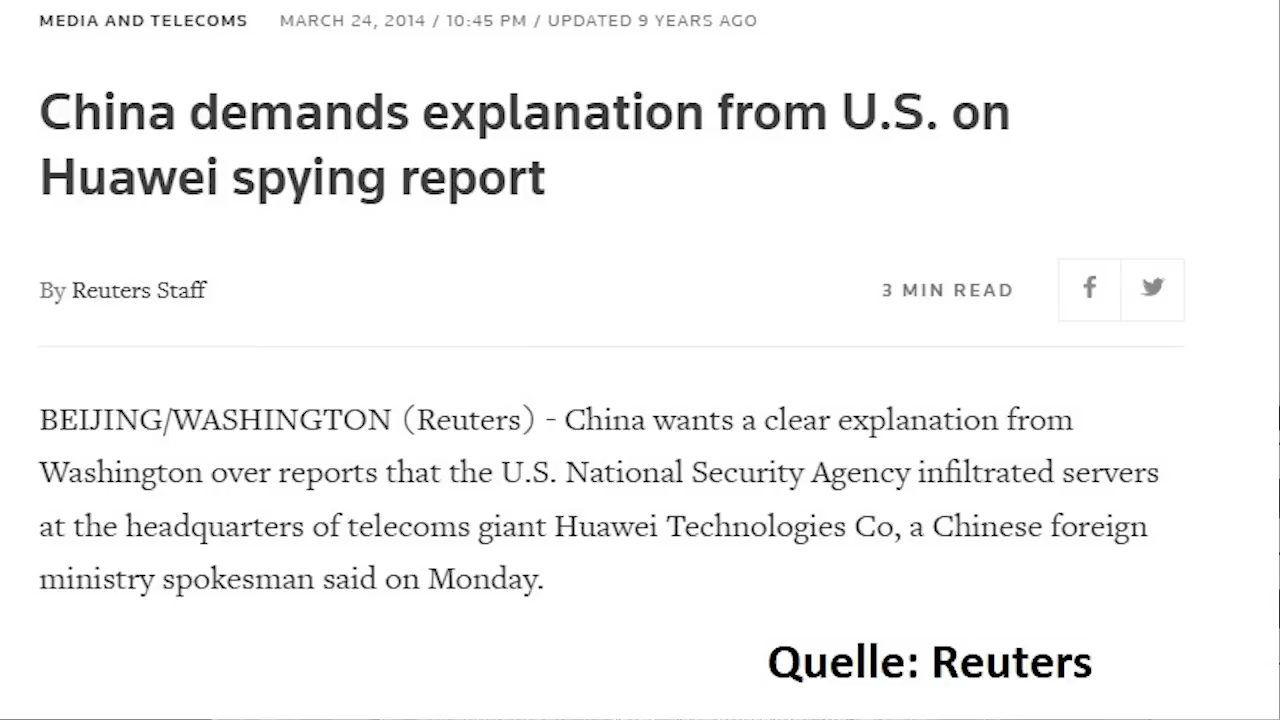 MEDIA AND TELECOMS MARCH 24, 2014 / 10:45 PM / UPDATED 9 YEARS AGO
China demands explanation from U.S. on
Huawei spying report
By Reuters Staff
3 MIN READ
BEIJING/WASHINGTON (Reuters) - China wants a clear explanation from
Washington over reports that the U.S. National Security Agency infiltrated servers
at the headquarters of telecoms giant Huawei Technologies Co, a Chinese foreign
ministry spokesman said on Monday.
Quelle: Reuters